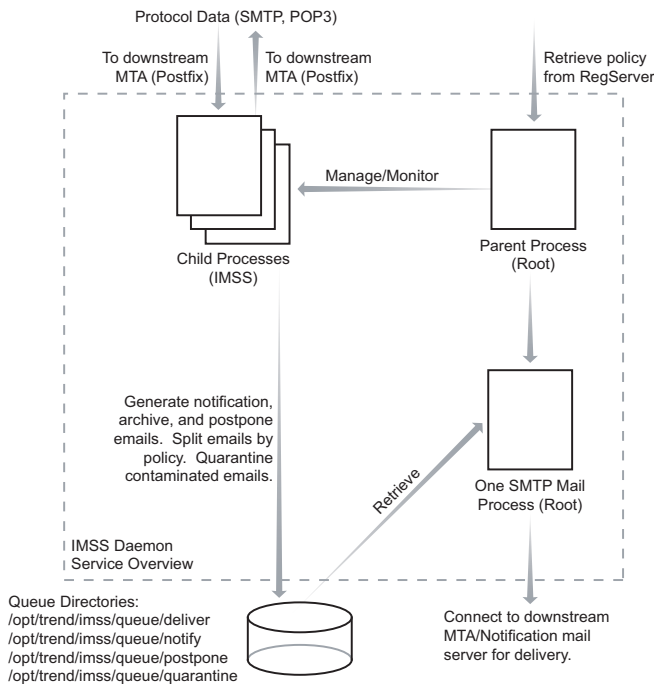 Protocol Data (SMTP, POP3)
To downstream
MTA (Postfix)
To downstream
MTA (Postfix)
Retrieve policy
from RegServer
Manage/Monitor
Child Processes
(IMSS)
Parent Process
(Root)
Generate notification,
archive, and postpone
emails. Split emails by
policy. Quarantine
contaminated emails.
Retrieve
One SMTP Mail
Process (Root)
IMSS Daemon
Service Overview
Queue Directories:
/opt/trend/imss/queue/deliver
/opt/trend/imss/queue/notify
/opt/trend/imss/queue/postpone
/opt/trend/imss/queue/quarantine
Connect to downstream
MTA/Notification mail
server for delivery.